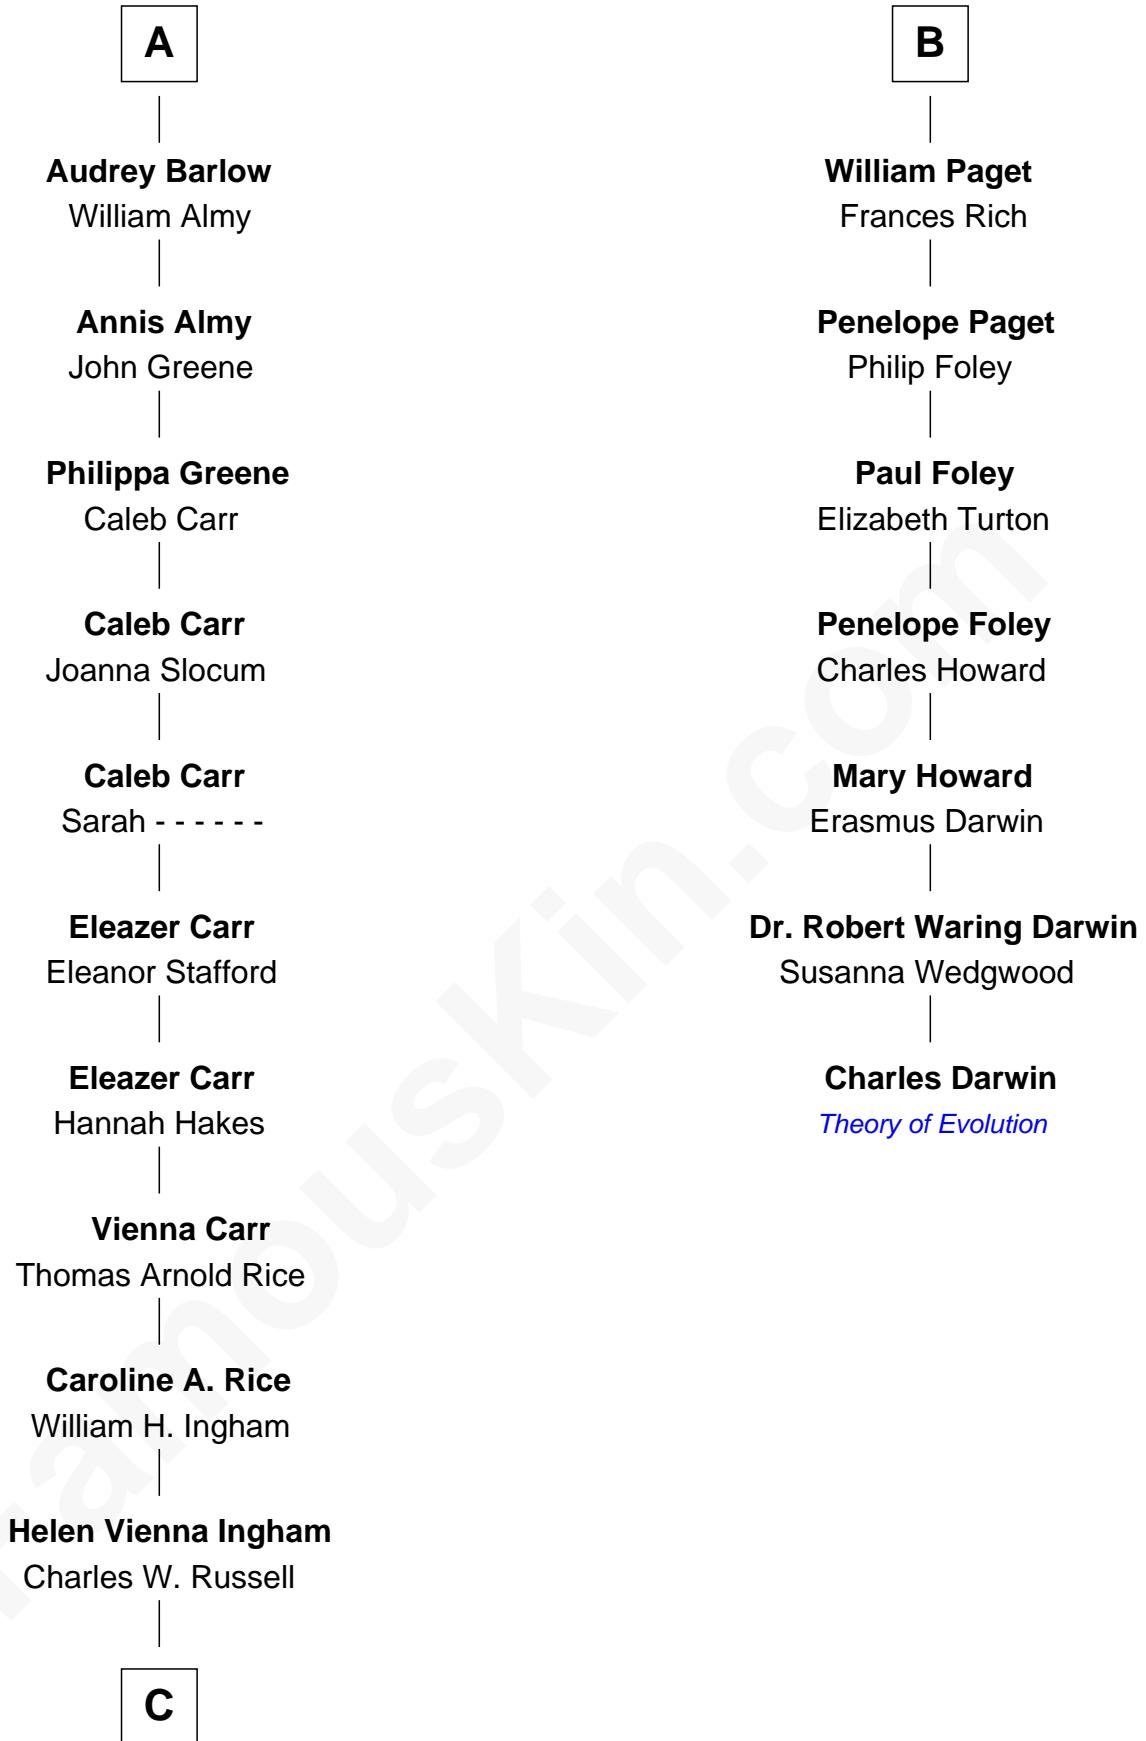 A
Audrey Barlow
William Almy
Annis Almy
John Greene
Philippa Greene
Caleb Carr
Caleb Carr
Joanna Slocum
Caleb Carr
Sarah - - - - - -
Eleazer Carr
Eleanor Stafford
Eleazer Carr
Hannah Hakes
Vienna Carr
Thomas Arnold Rice
Caroline A. Rice
William H. Ingham
Helen Vienna Ingham
Charles W. Russell
C
B
William Paget
Frances Rich
Penelope Paget
Philip Foley
Paul Foley
Elizabeth Turton
Penelope Foley
Charles Howard
Mary Howard
Erasmus Darwin
Dr. Robert Waring Darwin
Susanna Wedgwood
Charles Darwin
Theory of Evolution
FamousKin.com